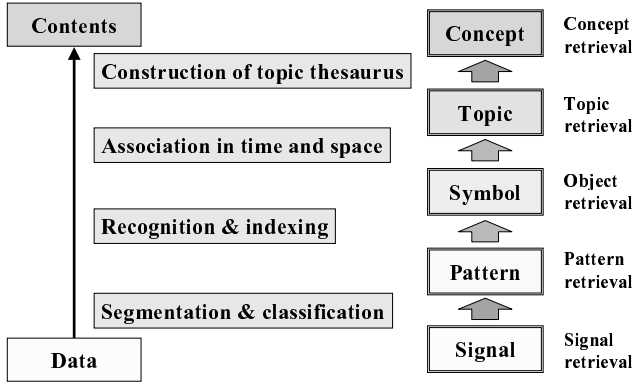 Contents
Construction of topic thesaurus
Association in time and space
Recognition & indexing
Segmentation & classification
Data
Concept
Concept
retrieval
Topic
Topic
retrieval
Symbol
Object
retrieval
Pattern
Pattern
retrieval
Signal
Signal
retrieval